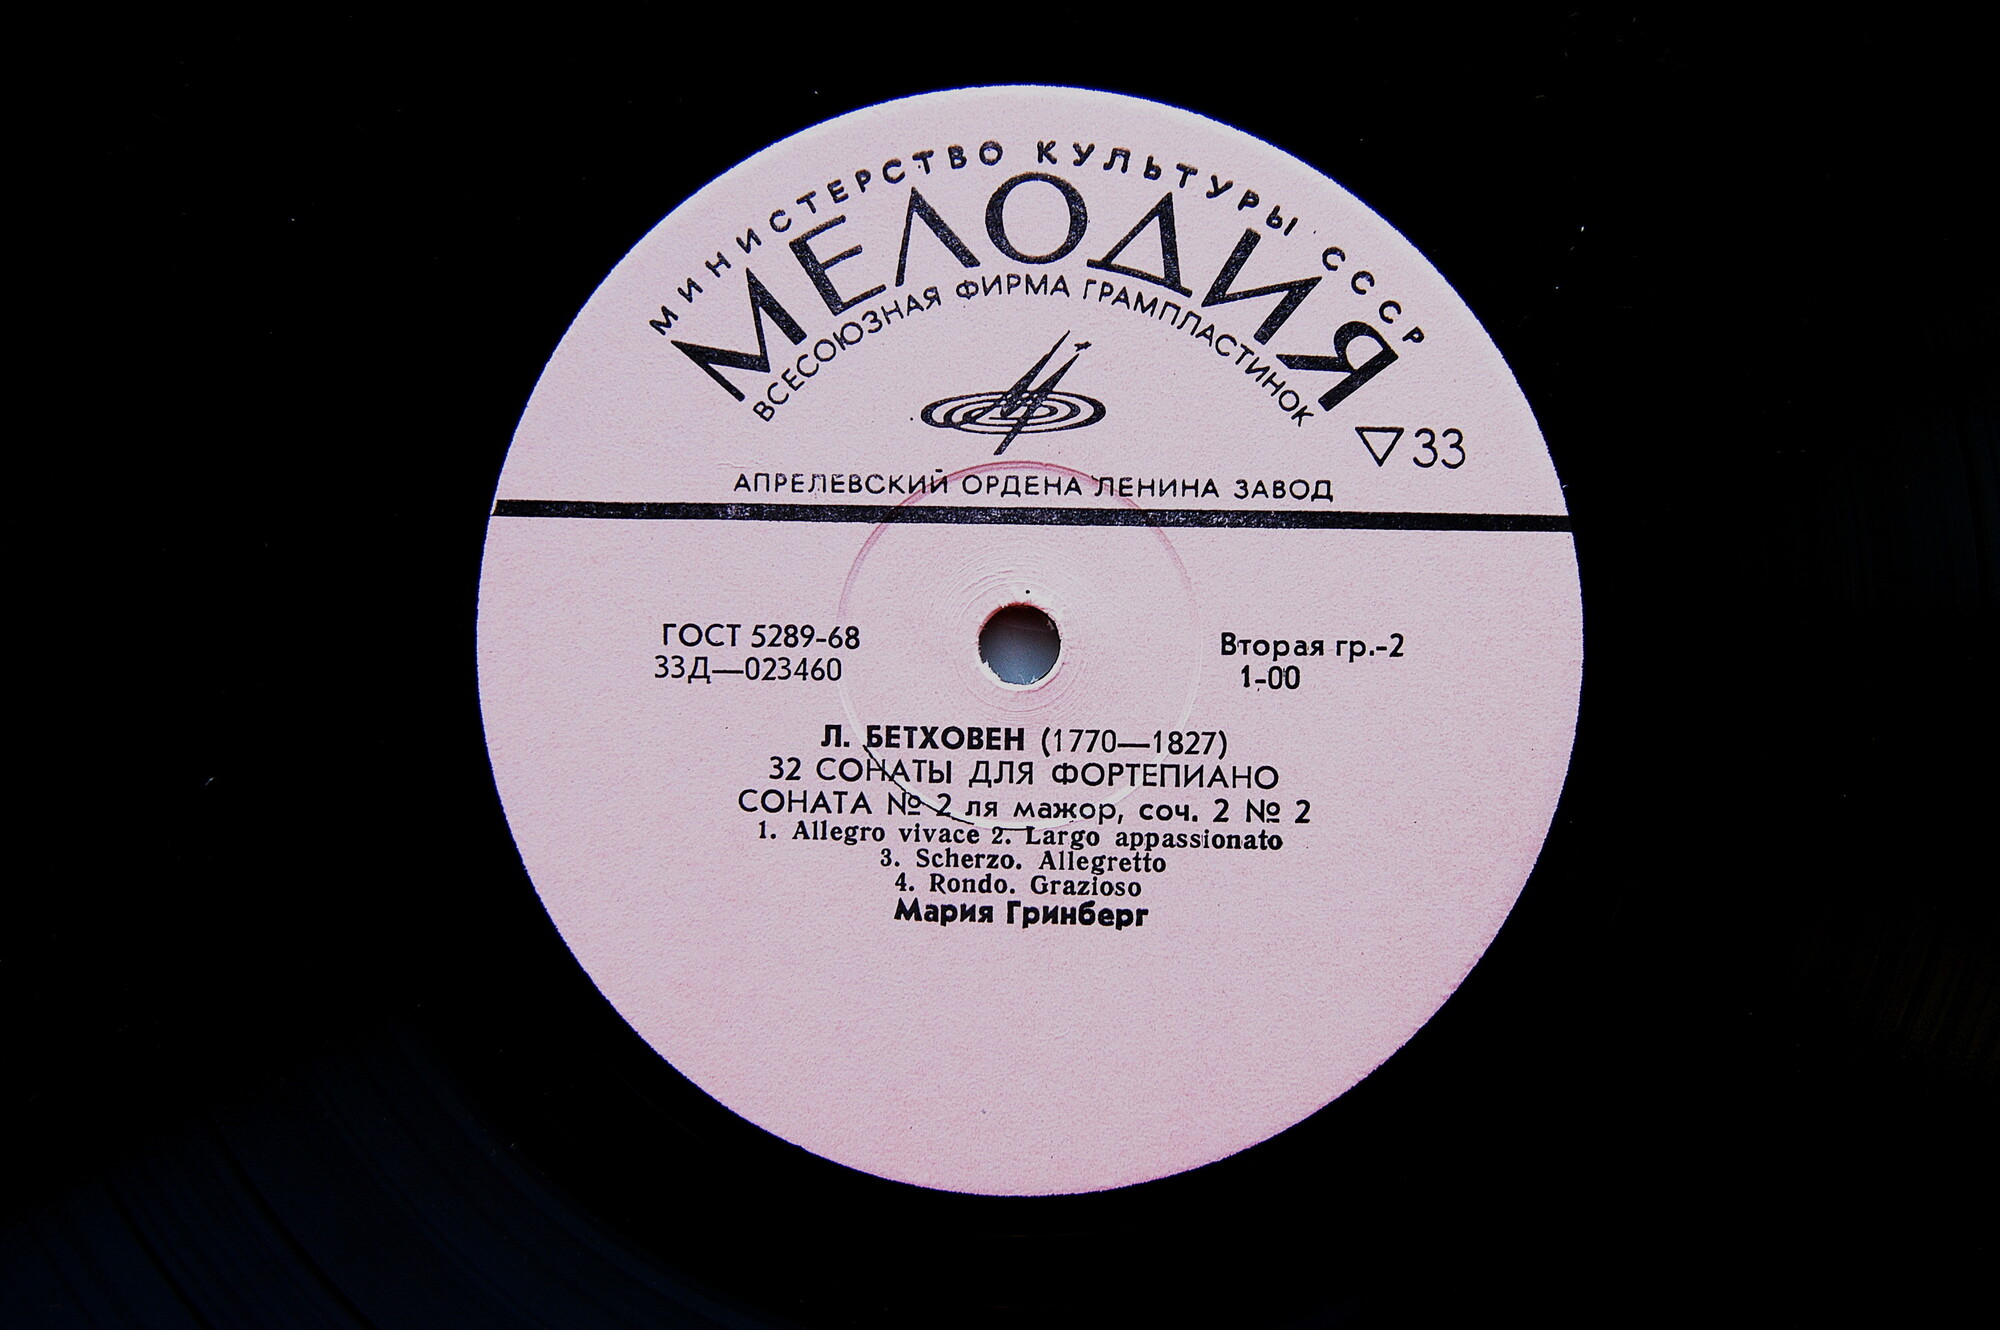 МИНИСТЕРСТВО КУЛЬТУРЫ СССР
МЕЛОДИЯ
ВСЕСОЮЗНАЯ ФИРМА ГРАМПЛАСТИНОК
▽33
АПРЕЛЕВСКИЙ ОРДЕНА ЛЕНИНА ЗАВОД
ГОСТ 5289-68
33Д—023460
Вторая гр.-2
1-00
Л. БЕТХОВЕН (1770—1827)
32 СОНАТЫ ДЛЯ ФОРТЕПИАНО
СОНАТА № 2 ля мажор, соч. 2 № 2
1. Allegro vivace 2. Largo appassionato
3. Scherzo. Allegretto
4. Rondo. Grazioso
Мария Гринберг